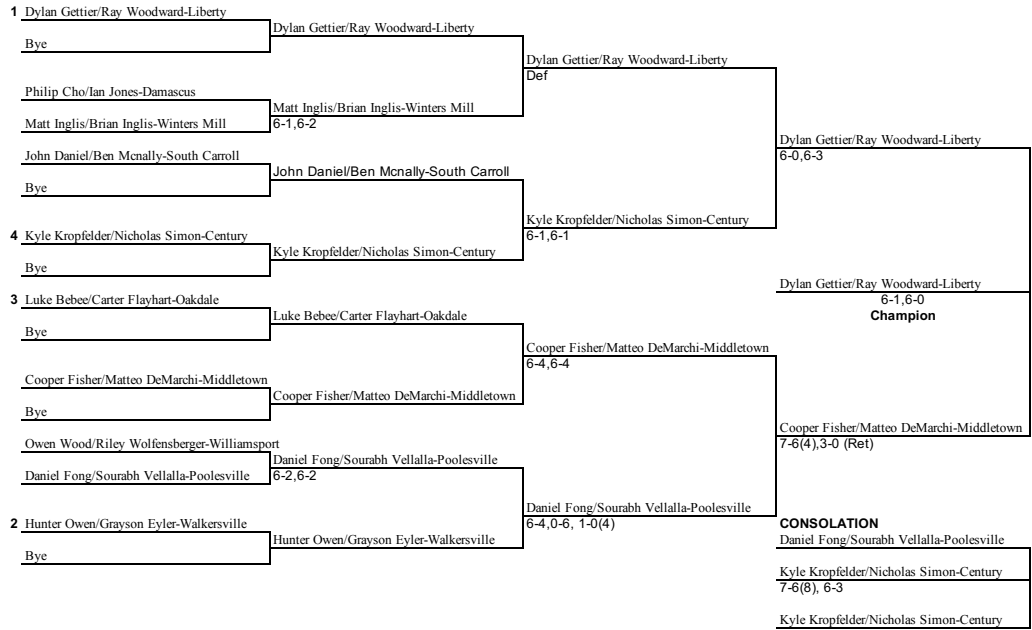 1 Dylan Gettier/Ray Woodward-Liberty
Bye
Philip Cho/Ian Jones-Damascus
Matt Inglis/Brian Inglis-Winters Mill
John Daniel/Ben Mcnally-South Carroll
Bye
4 Kyle Kropfelder/Nicholas Simon-Century
Bye
3 Luke Bebee/Carter Flayhart-Oakdale
Bye
Cooper Fisher/Matteo DeMarchi-Middletown
Bye
Owen Wood/Riley Wolfensberger-Williamsport
Daniel Fong/Sourabh Vellalla-Poolesville
2 Hunter Owen/Grayson Eyler-Walkersville
Bye
Dylan Gettier/Ray Woodward-Liberty
Matt Inglis/Brian Inglis-Winters Mill
6-1,6-2
John Daniel/Ben Mcnally-South Carroll
Kyle Kropfelder/Nicholas Simon-Century
Luke Bebee/Carter Flayhart-Oakdale
Cooper Fisher/Matteo DeMarchi-Middletown
Daniel Fong/Sourabh Vellalla-Poolesville
6-2,6-2
Hunter Owen/Grayson Eyler-Walkersville
Dylan Gettier/Ray Woodward-Liberty
Def
Kyle Kropfelder/Nicholas Simon-Century
6-1,6-1
Cooper Fisher/Matteo DeMarchi-Middletown
6-4,6-4
Daniel Fong/Sourabh Vellalla-Poolesville
6-4,0-6, 1-0(4)
Dylan Gettier/Ray Woodward-Liberty
6-0,6-3
Dylan Gettier/Ray Woodward-Liberty
6-1,6-0
Champion
Cooper Fisher/Matteo DeMarchi-Middletown
7-6(4),3-0 (Ret)
CONSOLATION
Daniel Fong/Sourabh Vellalla-Poolesville
Kyle Kropfelder/Nicholas Simon-Century
7-6(8), 6-3
Kyle Kropfelder/Nicholas Simon-Century